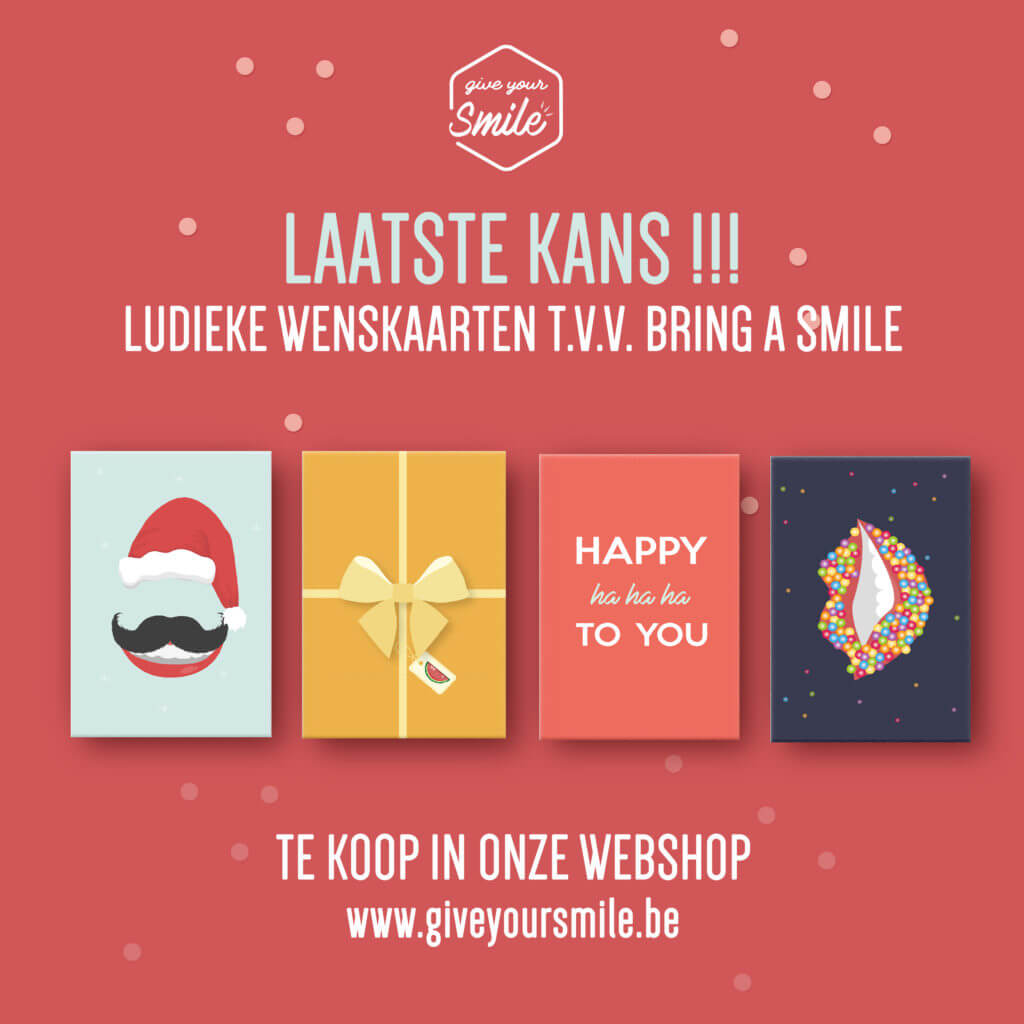 give your
Smile
LAATSTE KANS !!!
LUDIEKE WENSKAARTEN T.V.V. BRING A SMILE
HAPPY
ha ha ha
TO YOU
TE KOOP IN ONZE WEBSHOP
www.giveyoursmile.be